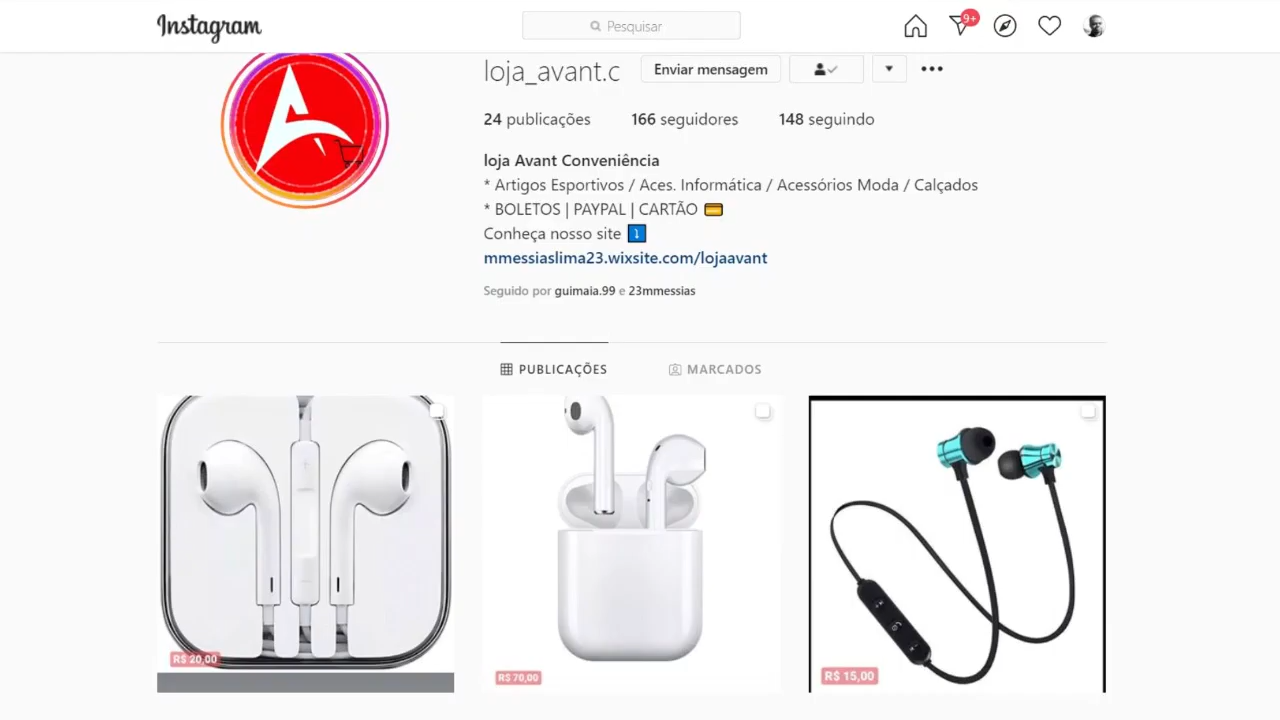 Instagram
Pesquisar
9+
loja_avant.c
Enviar mensagem
24 publicações 166 seguidores 148 seguindo
loja Avant Conveniência
* Artigos Esportivos / Aces. Informática / Acessórios Moda / Calçados
* BOLETOS | PAYPAL | CARTÃO
Conheça nosso site
mmessiaslima23.wixsite.com/lojaavant
Seguido por guimaia.99 e 23mmessias
PUBLICAÇÕES MARCADOS
R$ 20,00
R$ 70,00
R$ 15,00